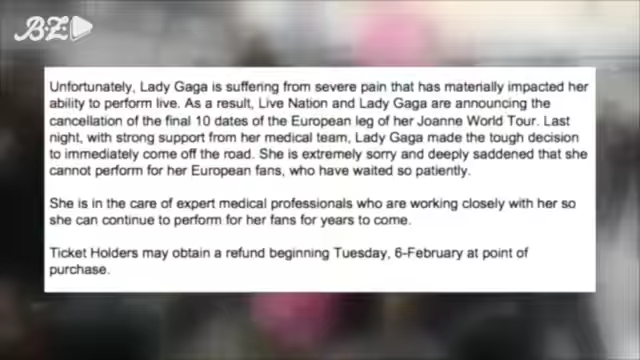 B.Z.
Unfortunately, Lady Gaga is suffering from severe pain that has materially impacted her
ability to perform live. As a result, Live Nation and Lady Gaga are announcing the
cancellation of the final 10 dates of the European leg of her Joanne World Tour. Last
night, with strong support from her medical team, Lady Gaga made the tough decision
to immediately come off the road. She is extremely sorry and deeply saddened that she
cannot perform for her European fans, who have waited so patiently.
She is in the care of expert medical professionals who are working closely with her so
she can continue to perform for her fans for years to come.
Ticket Holders may obtain a refund beginning Tuesday, 6-February at point of
purchase.